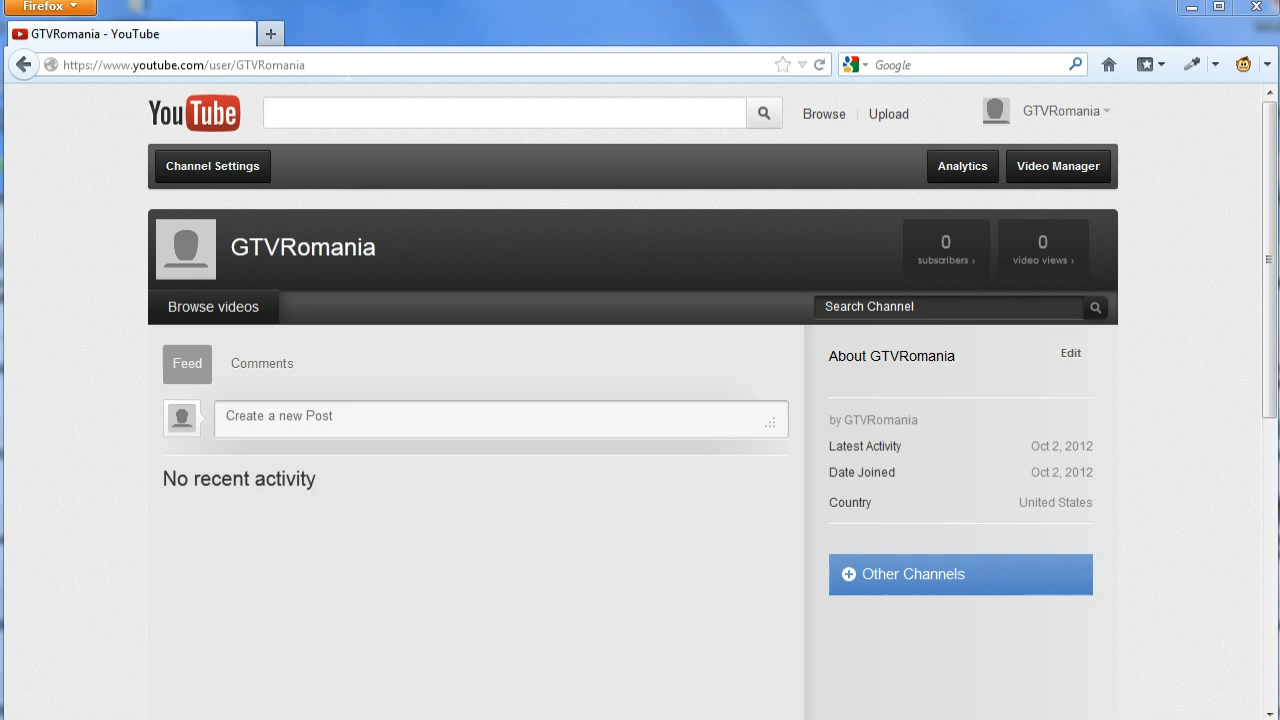 Firefox
GTVRomania - YouTube
https://www.youtube.com/user/GTVRomania
Google
YouTube
Browse
Upload
GTVRomania
Channel Settings
Analytics
Video Manager
GTVRomania
0
subscribers ›
0
video views ›
Browse videos
Search Channel
Feed
Comments
About GTVRomania
Edit
Create a new Post
by GTVRomania
Latest Activity Oct 2, 2012
Date Joined Oct 2, 2012
No recent activity
Country United States
Other Channels